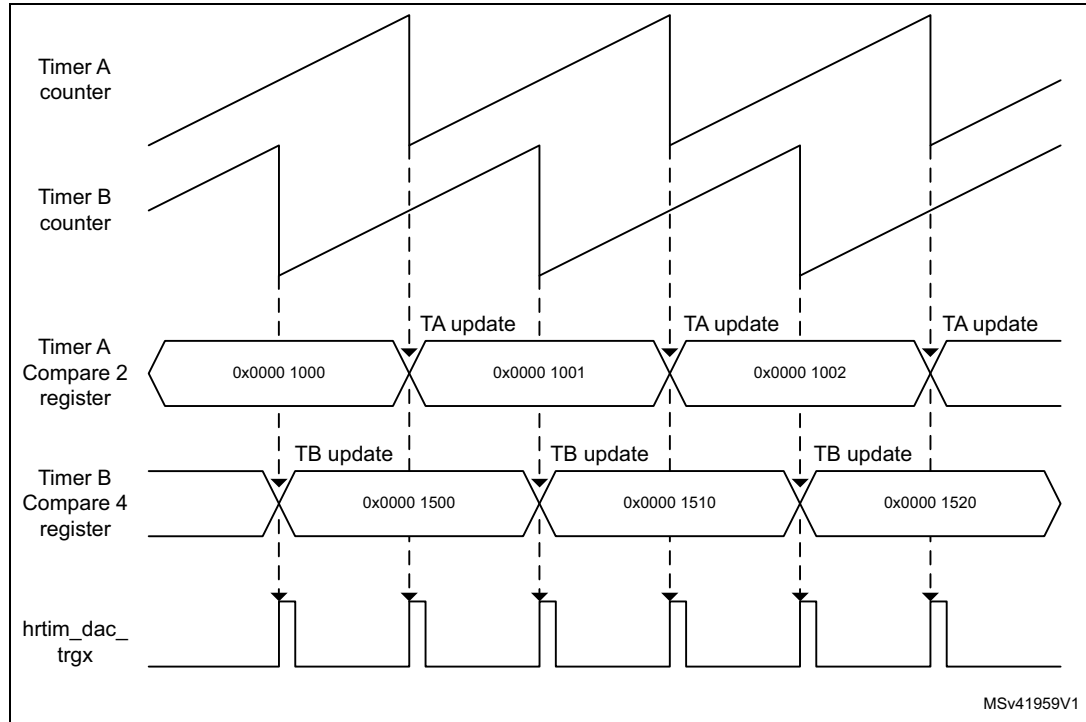 Timer A
counter
Timer B
counter
TA update
TA update
TA update
Timer A
Compare 2
register
0x0000 1000
0x0000 1001
0x0000 1002
TB update
TB update
TB update
Timer B
Compare 4
register
0x0000 1500
0x0000 1510
0x0000 1520
hrtim_dac_
trgx
MSv41959V1